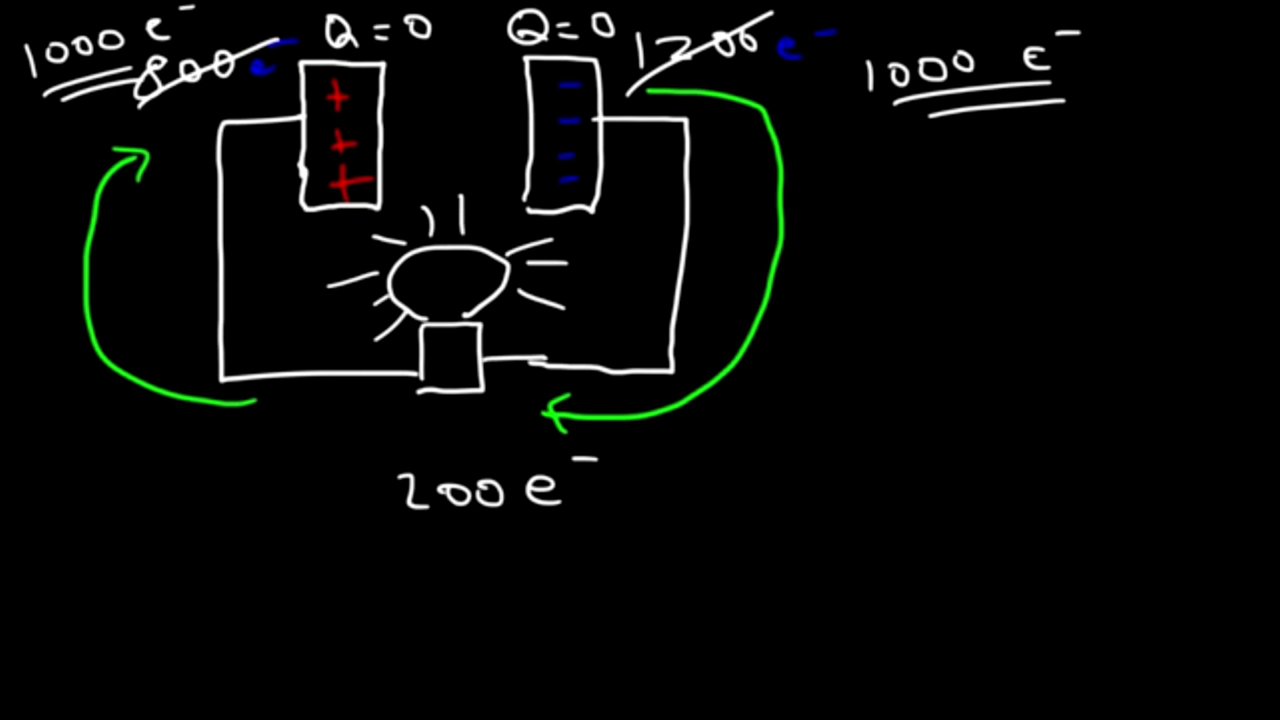 1000 e⁻ Q = 0 Q = 0 1200 e⁻ 1000 e⁻
800 e⁻
+ −
+ −
+ −
−
200 e⁻